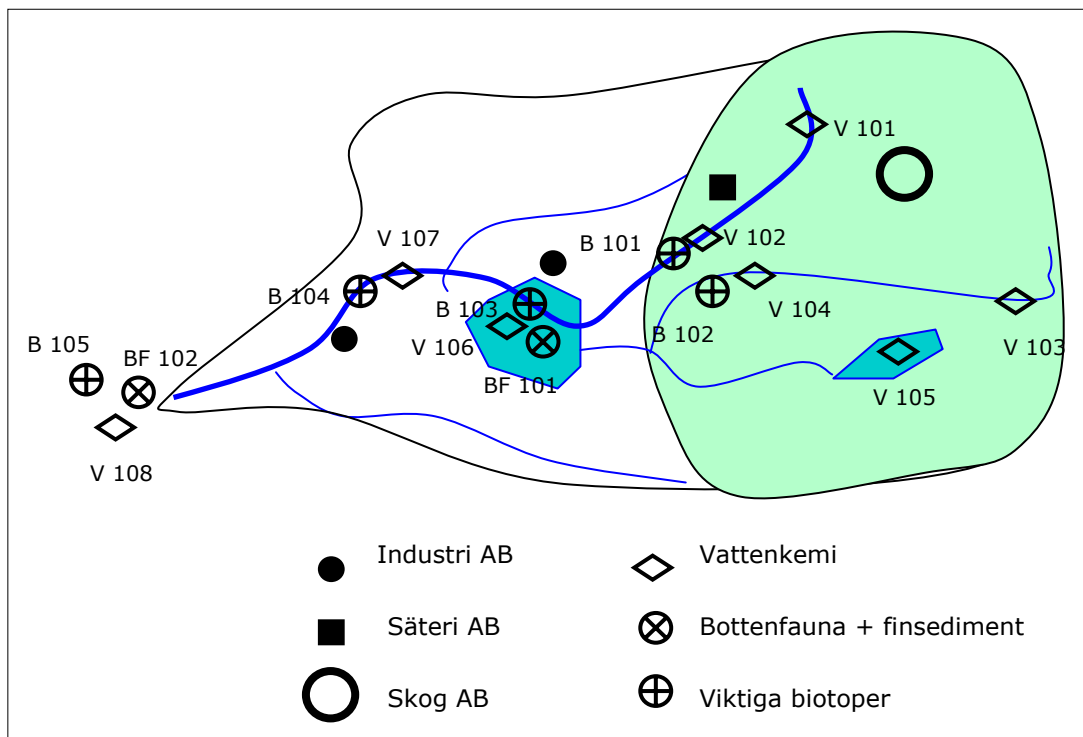 V 101
V 107
B 101
V 102
B 104
B 103
V 104
B 102
V 106
V 103
B 105
BF 102
BF 101
V 105
V 108
Industri AB
Vattenkemi
Säteri AB
Bottenfauna + finsediment
Skog AB
Viktiga biotoper